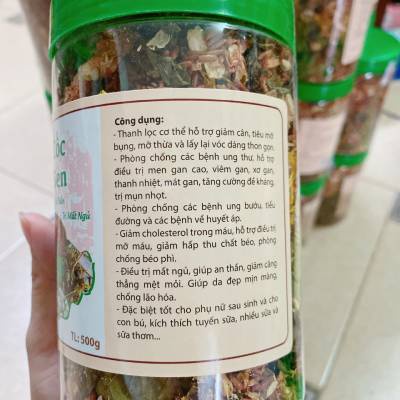 Công dụng:
- Thanh lọc cơ thể hỗ trợ giảm cân, tiêu mỡ
bụng, mỡ thừa và lấy lại vóc dáng thon gọn.
- Phòng chống các bệnh ung thư, hỗ trợ
điều trị men gan cao, viêm gan, xơ gan,
thanh nhiệt, mát gan, tăng cường đề kháng,
trị mụn nhọt.
- Phòng chống các bệnh ung bướu, tiểu
đường và các bệnh về huyết áp.
- Giảm cholesterol trong máu, hỗ trợ điều trị
mỡ máu, giảm hấp thu chất béo, phòng
chống béo phì.
- Điều trị mất ngủ, giúp an thần, giảm căng
thẳng mệt mỏi. Giúp da đẹp mịn màng,
chống lão hóa.
- Đặc biệt tốt cho phụ nữ sau sinh và cho
con bú, kích thích tuyến sữa, nhiều sữa và
sữa thơm...
ộc
en
Mất Ngủ
TL: 500g